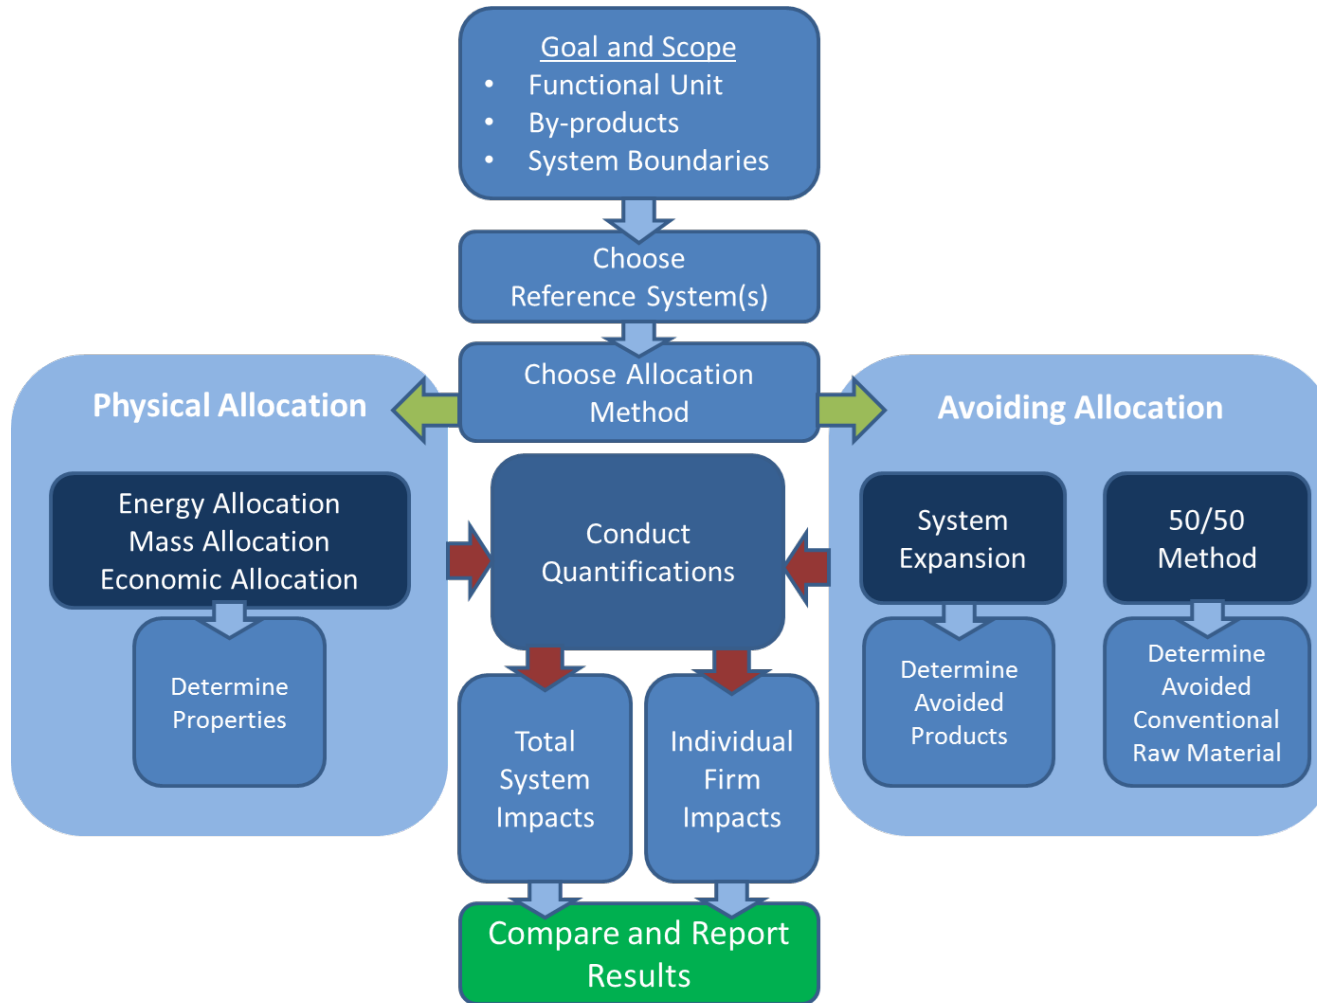 Goal and Scope
• Functional Unit
• By-products
• System Boundaries
Choose
Reference System(s)
Choose Allocation
Method
Physical Allocation
Energy Allocation
Mass Allocation
Economic Allocation
Determine
Properties
Avoiding Allocation
System
Expansion
50/50
Method
Determine
Avoided
Products
Determine
Avoided
Conventional
Raw Material
Conduct
Quantifications
Total
System
Impacts
Individual
Firm
Impacts
Compare and Report
Results